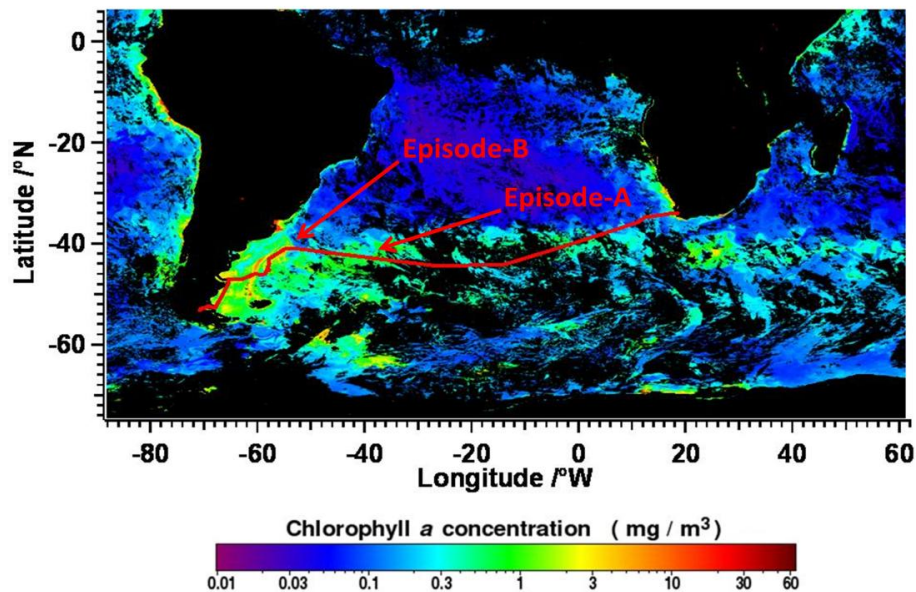 0
-20
-40
-60
Latitude /°N
Episode-B
Episode-A
-80 -60 -40 -20 0 20 40 60
Longitude /°W
Chlorophyll a concentration ( mg / m³ )
0.01 0.03 0.1 0.3 1 3 10 30 60